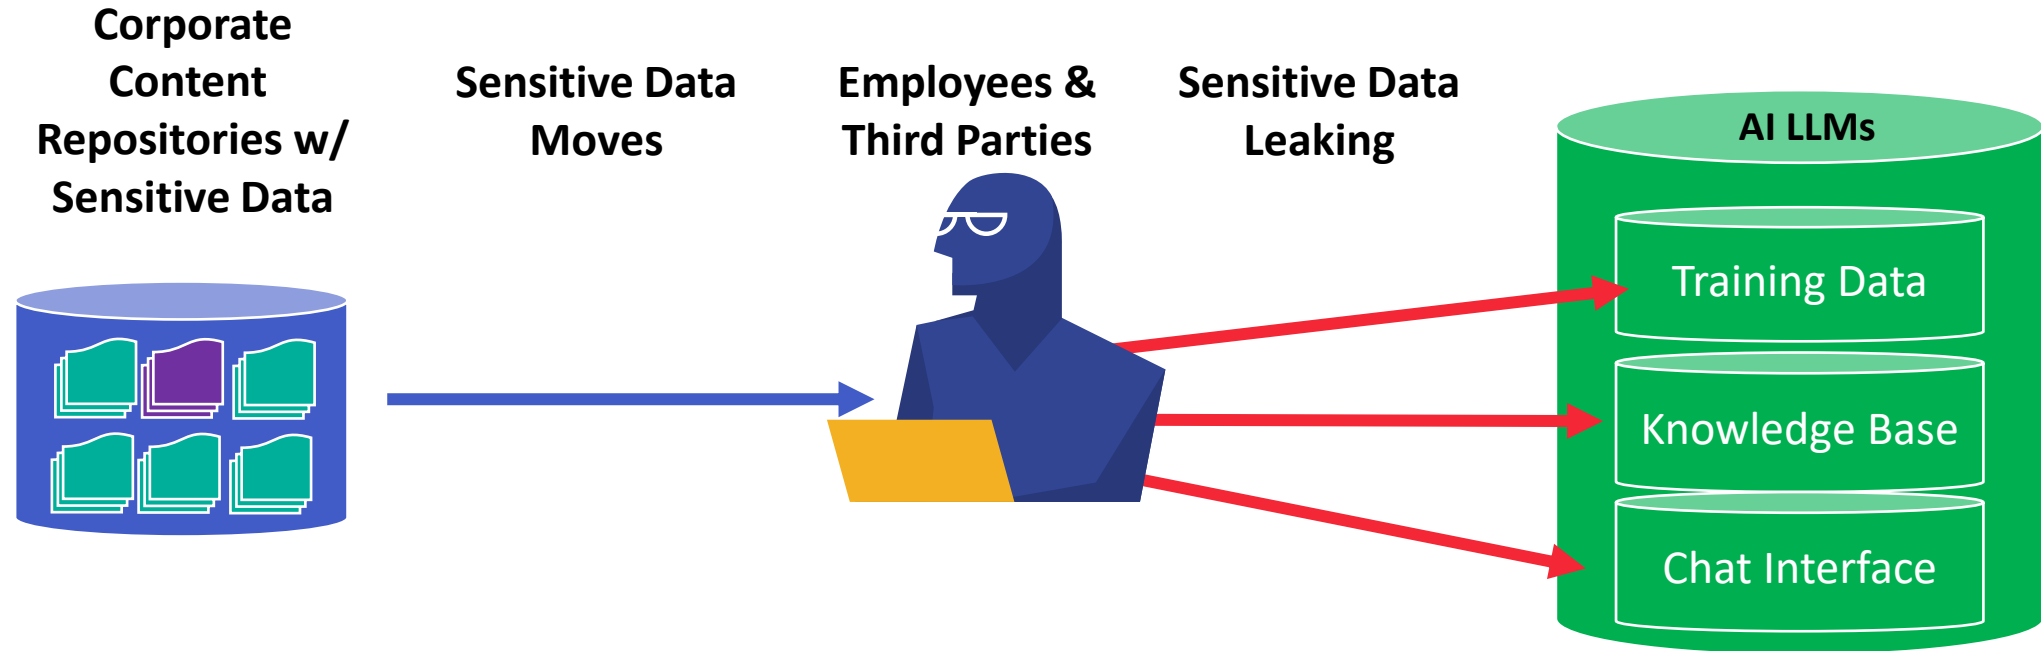 Corporate
Content
Repositories w/
Sensitive Data
Sensitive Data
Moves
Employees &
Third Parties
Sensitive Data
Leaking
AI LLMs
Training Data
Knowledge Base
Chat Interface